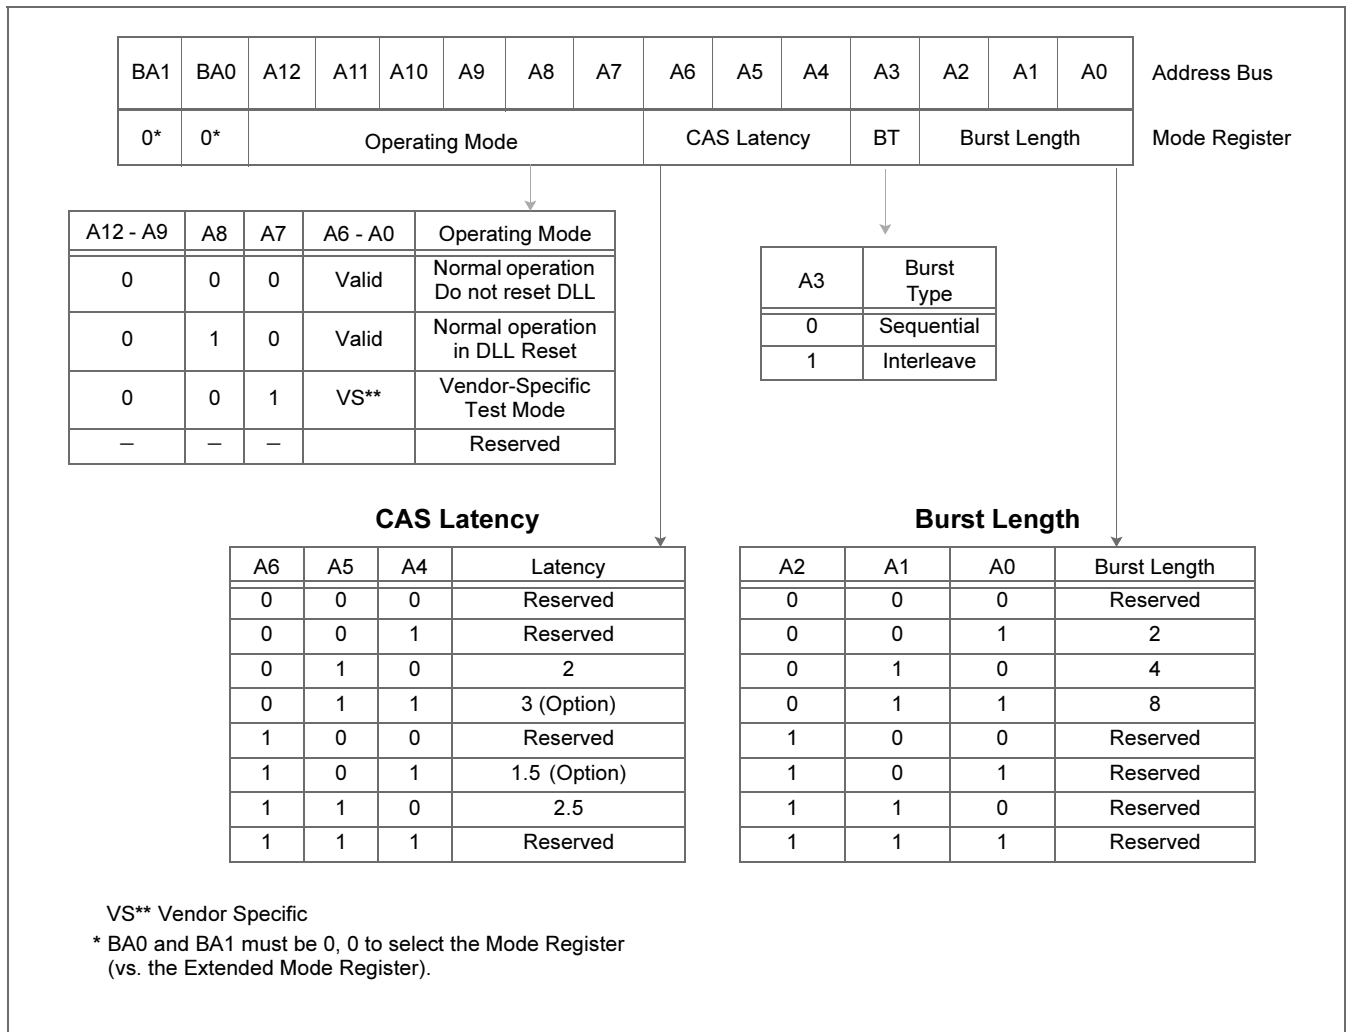 BA1 BA0 A12 A11 A10 A9 A8 A7 A6 A5 A4 A3 A2 A1 A0 Address Bus
0* 0* Operating Mode CAS Latency BT Burst Length Mode Register
A12 - A9 A8 A7 A6 - A0 Operating Mode
0 0 0 Valid Normal operation
Do not reset DLL
0 1 0 Valid Normal operation
in DLL Reset
0 0 1 VS** Vendor-Specific
Test Mode
– – – Reserved
A3 Burst
Type
0 Sequential
1 Interleave
CAS Latency
A6 A5 A4 Latency
0 0 0 Reserved
0 0 1 Reserved
0 1 0 2
0 1 1 3 (Option)
1 0 0 Reserved
1 0 1 1.5 (Option)
1 1 0 2.5
1 1 1 Reserved
Burst Length
A2 A1 A0 Burst Length
0 0 0 Reserved
0 0 1 2
0 1 0 4
0 1 1 8
1 0 0 Reserved
1 0 1 Reserved
1 1 0 Reserved
1 1 1 Reserved
VS** Vendor Specific
* BA0 and BA1 must be 0, 0 to select the Mode Register
(vs. the Extended Mode Register).